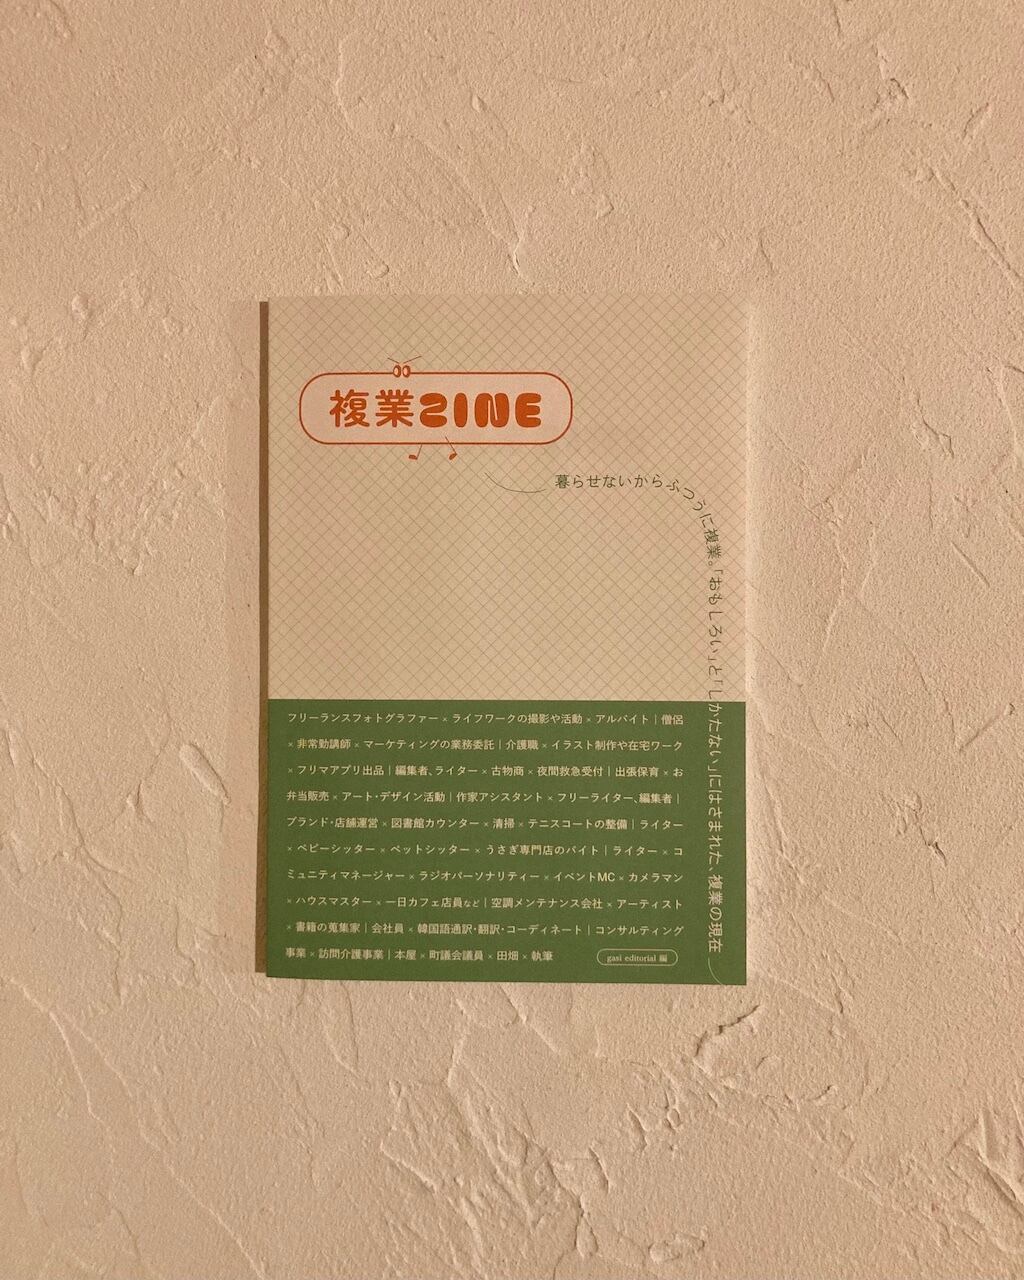 複業ZINE
暮らせないからふつうに複業。「おもしろい」と「しかたない」にはさまれた、複業の現在
フリーランスフォトグラファー × ライフワークの撮影や活動 × アルバイト｜僧侶
× 非常勤講師 × マーケティングの業務委託｜介護職 × イラスト制作や在宅ワーク
× フリマアプリ出品｜編集者、ライター × 古物商 × 夜間救急受付｜出張保育 × お
弁当販売 × アート・デザイン活動｜作家アシスタント × フリーライター、編集者｜
ブランド・店舗運営 × 図書館カウンター × 清掃 × テニスコートの整備｜ライター
× ベビーシッター × ペットシッター × うさぎ専門店のバイト｜ライター × コ
ミュニティマネージャー × ラジオパーソナリティー × イベントMC × カメラマン
× ハウスマスター × 一日カフェ店員など｜空調メンテナンス会社 × アーティスト
× 書籍の蒐集家｜会社員 × 韓国語通訳・翻訳・コーディネート｜コンサルティング
事業 × 訪問介護事業｜本屋 × 町議会議員 × 田畑 × 執筆
gasi editorial 編